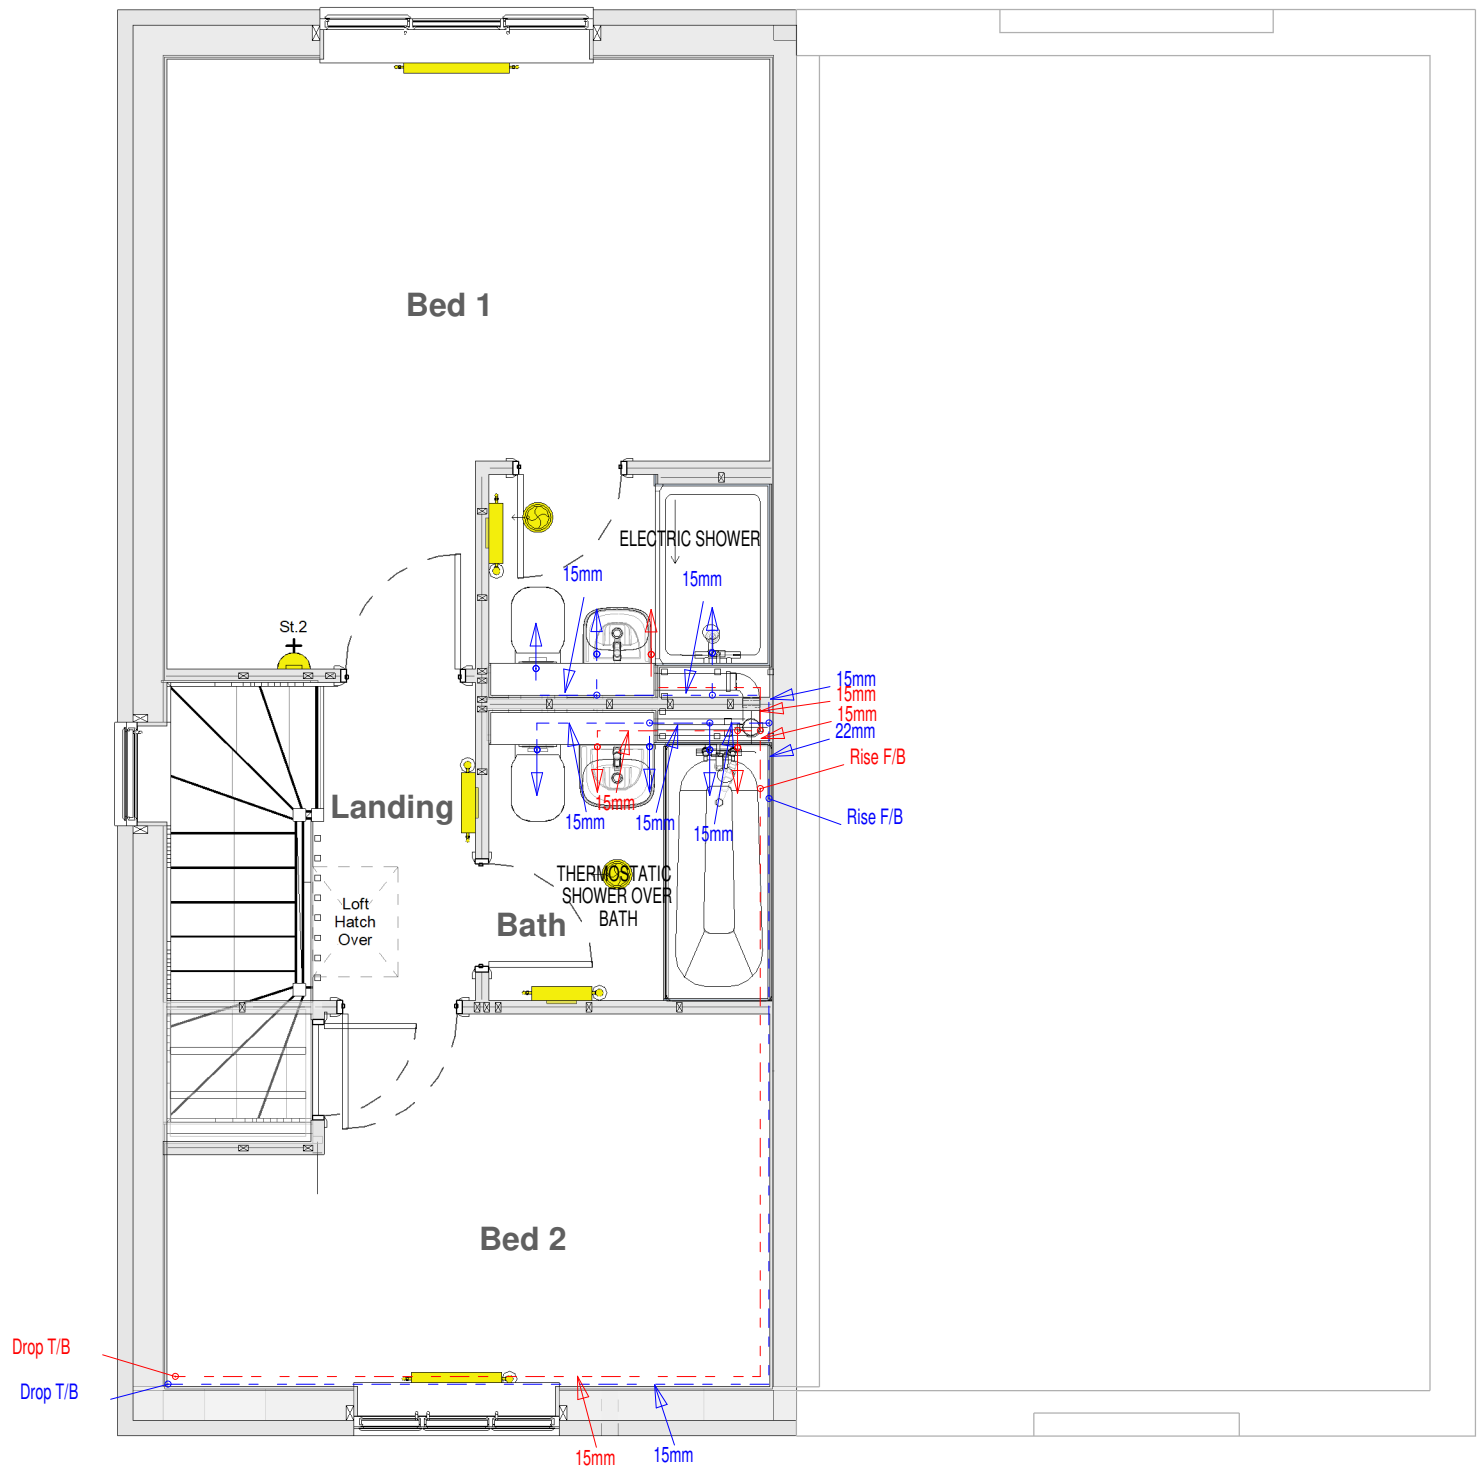 Bed 1
ELECTRIC SHOWER
15mm
15mm
St.2
15mm
15mm
15mm
22mm
Rise F/B
Rise F/B
Landing
15mm
15mm
15mm
15mm
THERMOSTATIC
SHOWER OVER
BATH
Bath
Loft
Hatch
Over
Bed 2
Drop T/B
Drop T/B
15mm
15mm